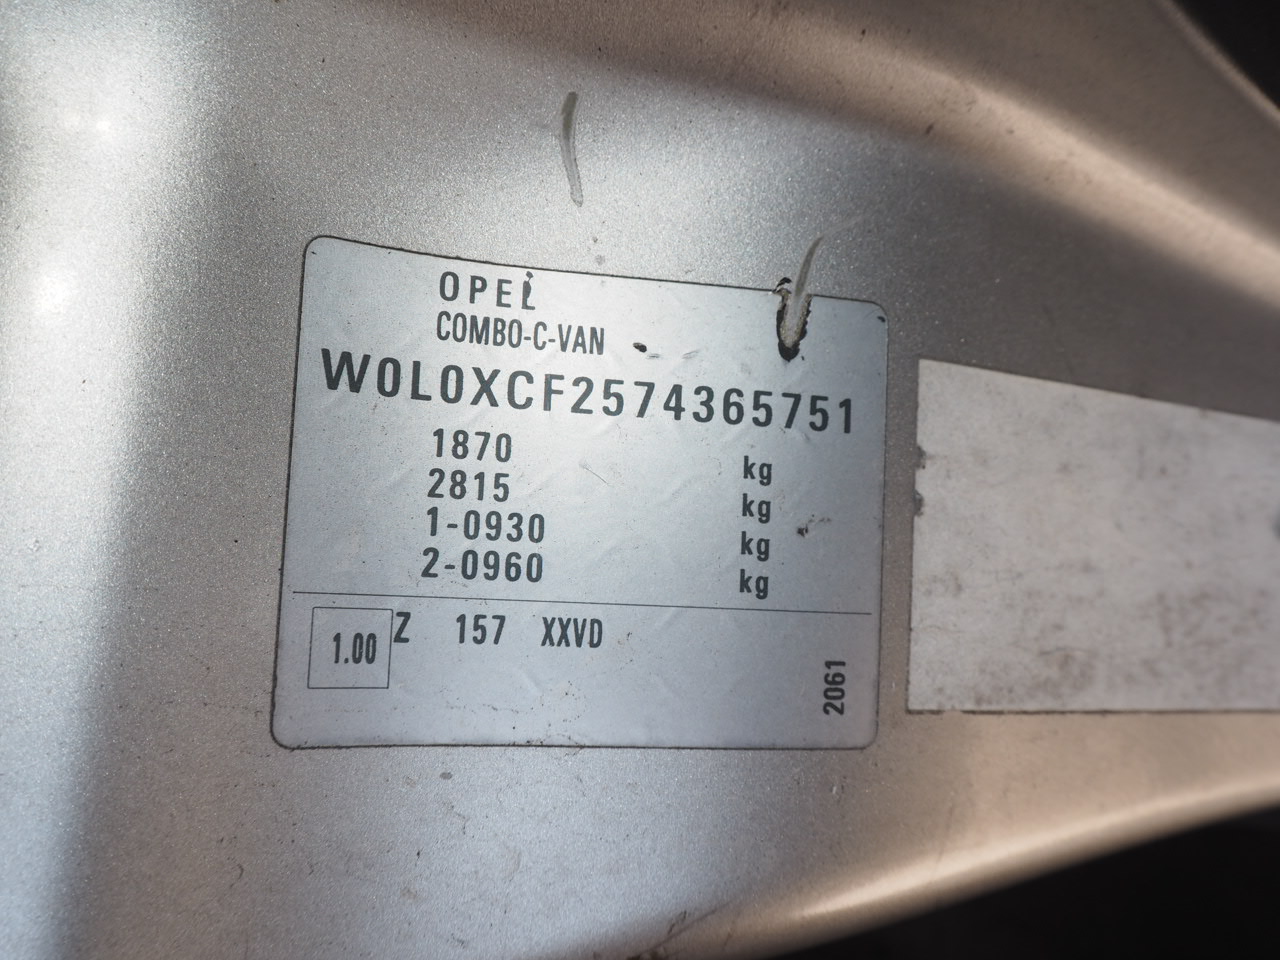 OPEL
COMBO-C-VAN
W0L0XCF2574365751
1870 kg
2815 kg
1-0930 kg
2-0960 kg
1.00 Z 157 XXVD
2061